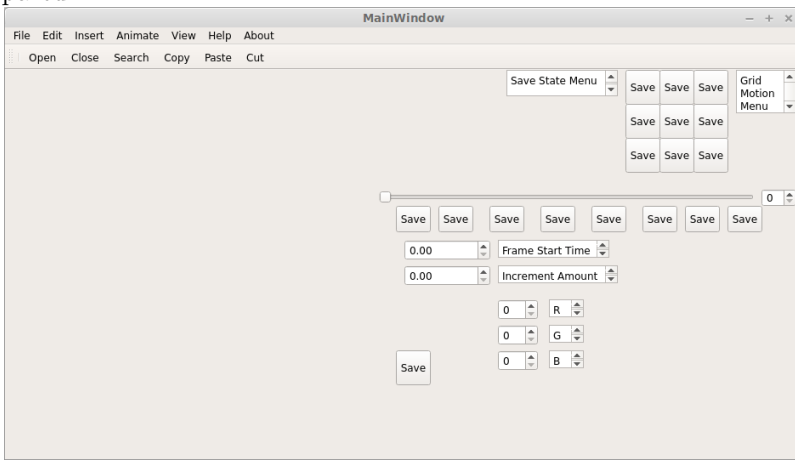 MainWindow
File Edit Insert Animate View Help About
Open Close Search Copy Paste Cut
Save State Menu
Save Save Save
Grid
Motion
Menu
Save Save Save
Save Save Save
0
Save Save Save Save Save Save Save Save
0.00 Frame Start Time
0.00 Increment Amount
0 R
0 G
0 B
Save